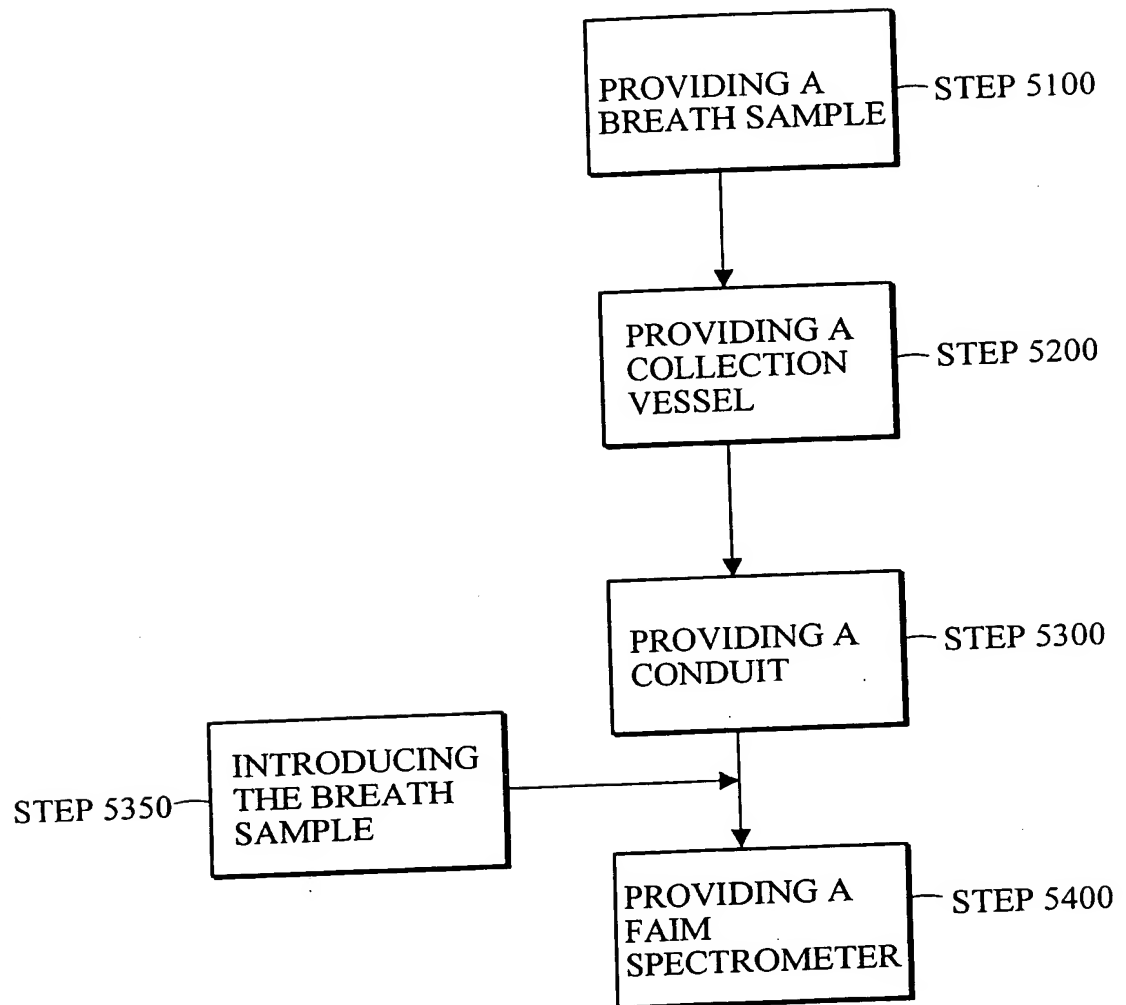 PROVIDING A
BREATH SAMPLE
STEP 5100
PROVIDING A
COLLECTION
VESSEL
STEP 5200
PROVIDING A
CONDUIT
STEP 5300
INTRODUCING
THE BREATH
SAMPLE
STEP 5350
PROVIDING A
FAIM
SPECTROMETER
STEP 5400